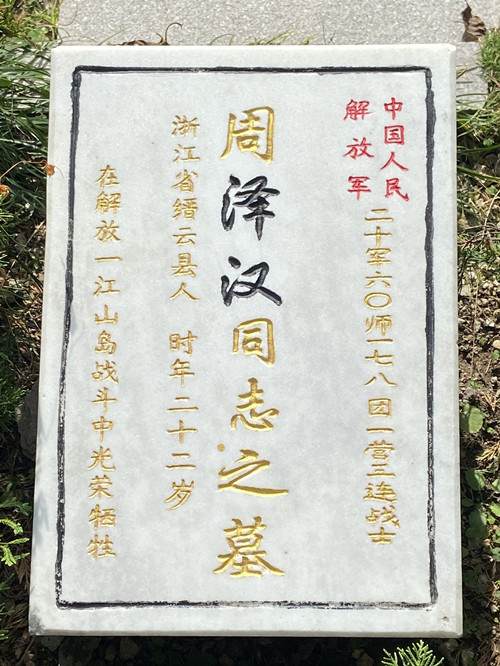 中国人民
解放军
二十军六〇师一七八团一营三连战士
周泽汉同志之墓
浙江省缙云县人 时年二十二岁
在解放一江山岛战斗中光荣牺牲